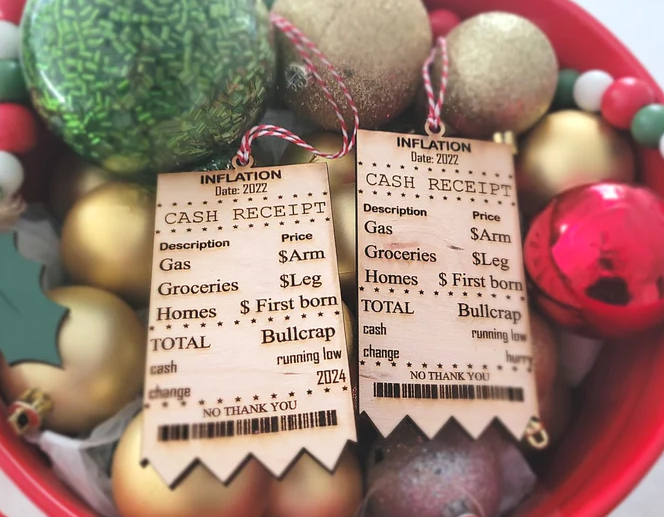 INFLATION
Date: 2022
CASH RECEIPT
Description Price
Gas $Arm
Groceries $Leg
Homes $ First born
TOTAL Bullcrap
cash running low
change 2024
NO THANK YOU
INFLATION
Date: 2022
CASH RECEIPT
Description Price
Gas $Arm
Groceries $Leg
Homes $ First born
TOTAL Bullcrap
cash running low
change hurry
NO THANK YOU